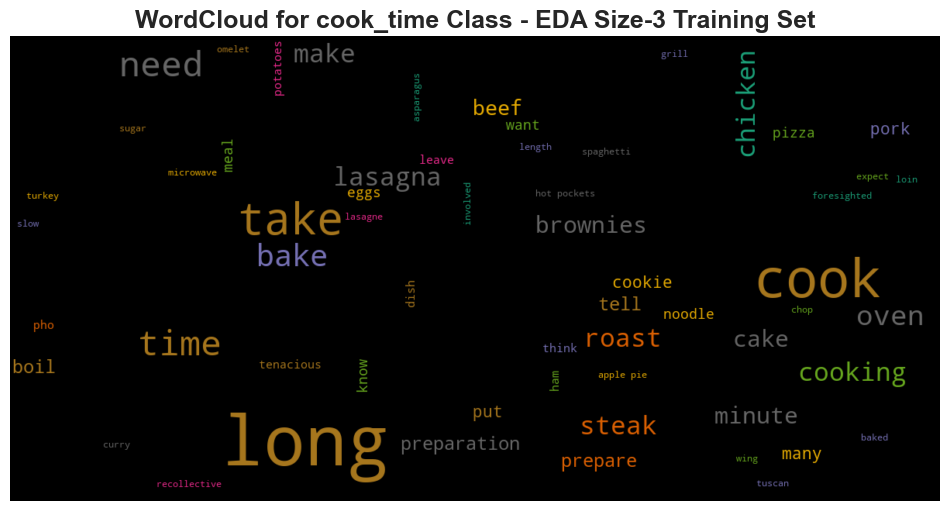 WordCloud for cook_time Class - EDA Size-3 Training Set
need
omelet
potatoes
make
grill
chicken
asparagus
beef
want
pizza
pork
sugar
meal
microwave
leave
length
spaghetti
lasagna
eggs
hot pockets
expect
loin
foresighted
turkey
slow
take
lasagne
involved
brownies
bake
cook
dish
cookie
tell
noodle
chop
oven
pho
time
boil
tenacious
know
think
roast
cake
ham
apple pie
cooking
long
put
preparation
steak
prepare
minute
many
wing
baked
curry
recollective
tuscan